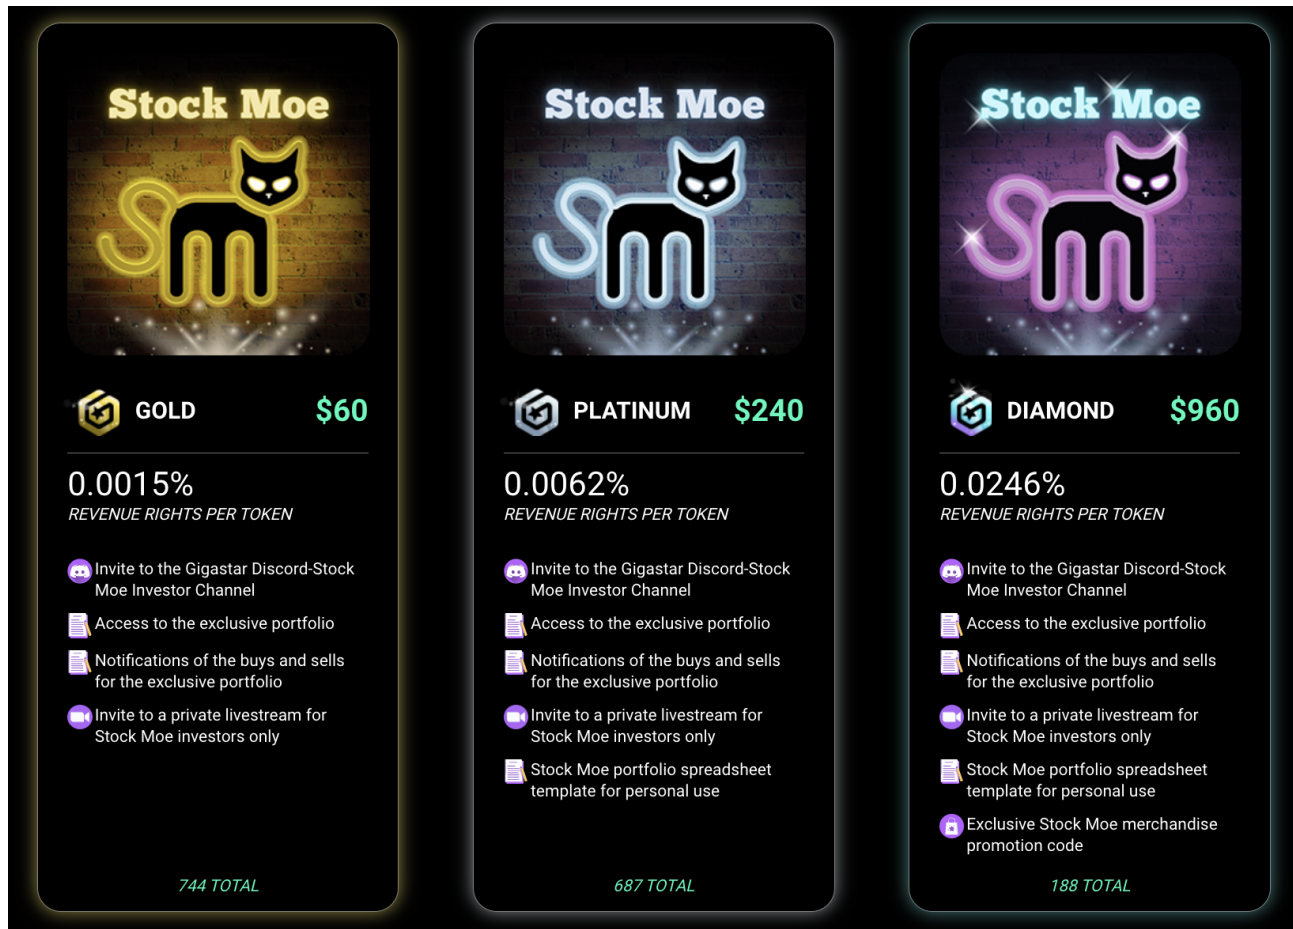 Stock Moe
GOLD $60
0.0015%
REVENUE RIGHTS PER TOKEN
Invite to the Gigastar Discord-Stock
Moe Investor Channel
Access to the exclusive portfolio
Notifications of the buys and sells
for the exclusive portfolio
Invite to a private livestream for
Stock Moe investors only
744 TOTAL
Stock Moe
PLATINUM $240
0.0062%
REVENUE RIGHTS PER TOKEN
Invite to the Gigastar Discord-Stock
Moe Investor Channel
Access to the exclusive portfolio
Notifications of the buys and sells
for the exclusive portfolio
Invite to a private livestream for
Stock Moe investors only
Stock Moe portfolio spreadsheet
template for personal use
687 TOTAL
Stock Moe
DIAMOND $960
0.0246%
REVENUE RIGHTS PER TOKEN
Invite to the Gigastar Discord-Stock
Moe Investor Channel
Access to the exclusive portfolio
Notifications of the buys and sells
for the exclusive portfolio
Invite to a private livestream for
Stock Moe investors only
Stock Moe portfolio spreadsheet
template for personal use
Exclusive Stock Moe merchandise
promotion code
188 TOTAL